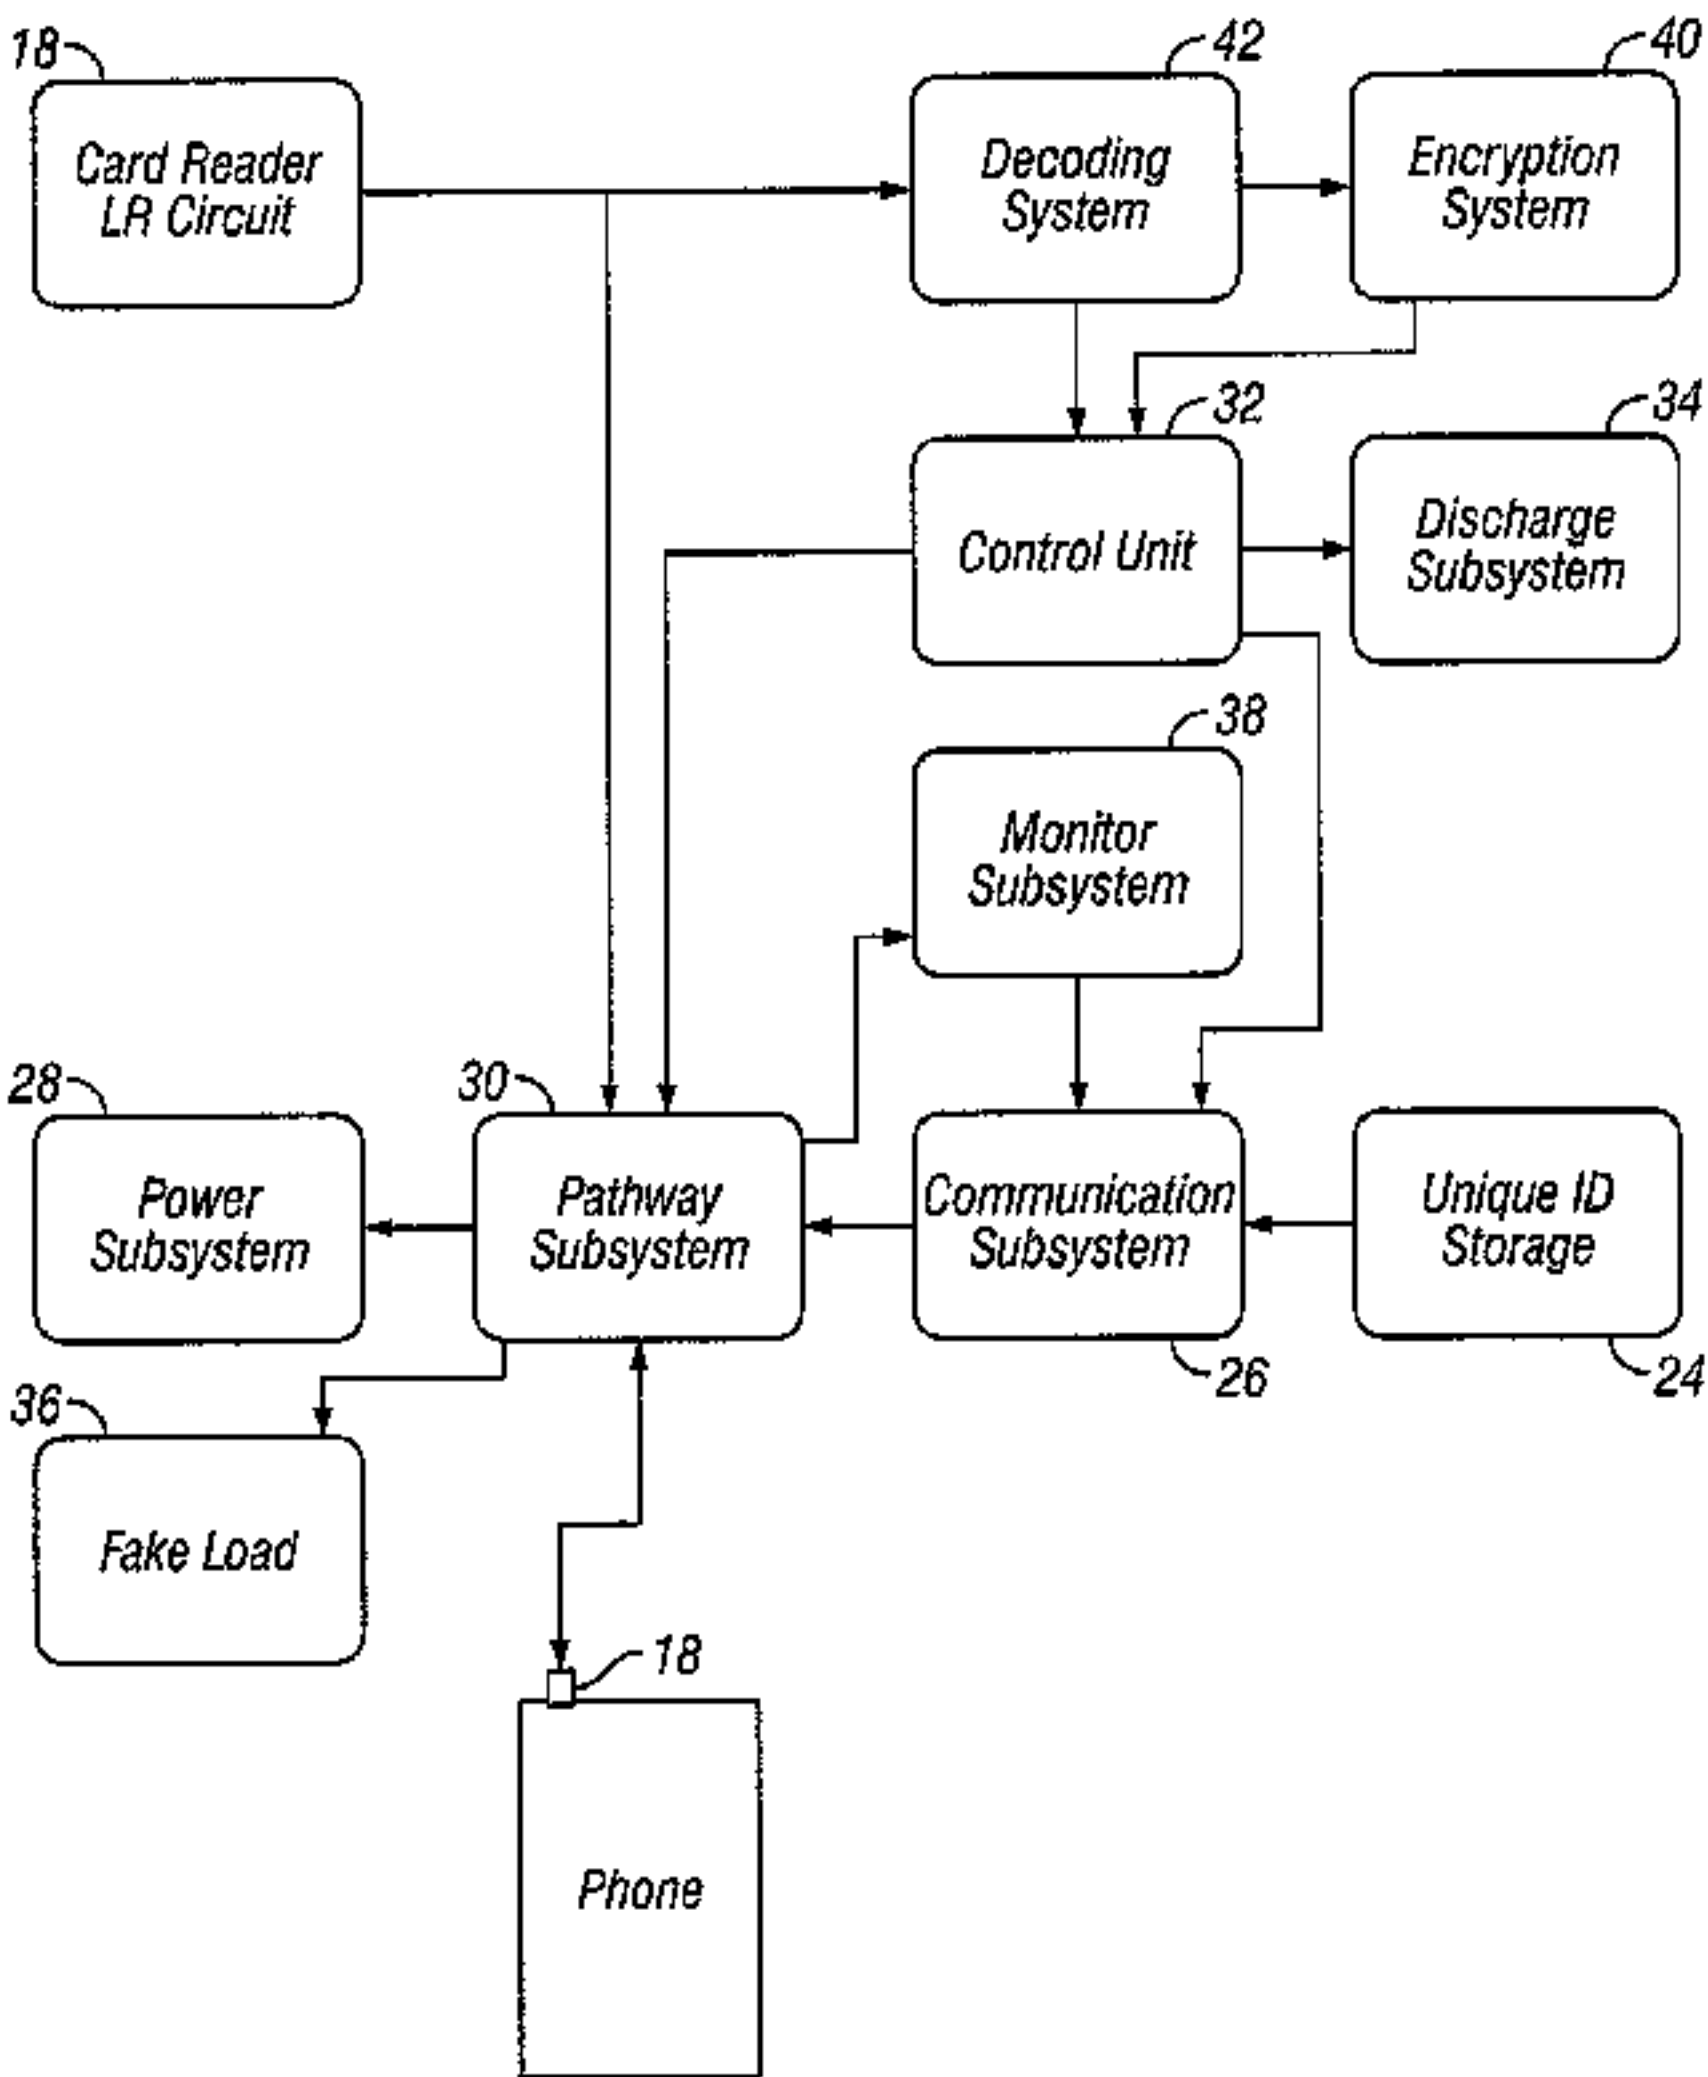 18
42
40
Card Reader
LR Circuit
Decoding
System
Encryption
System
32
34
Control Unit
Discharge
Subsystem
38
Monitor
Subsystem
28
30
Power
Subsystem
Pathway
Subsystem
Communication
Subsystem
Unique ID
Storage
26
24
36
Fake Load
18
Phone